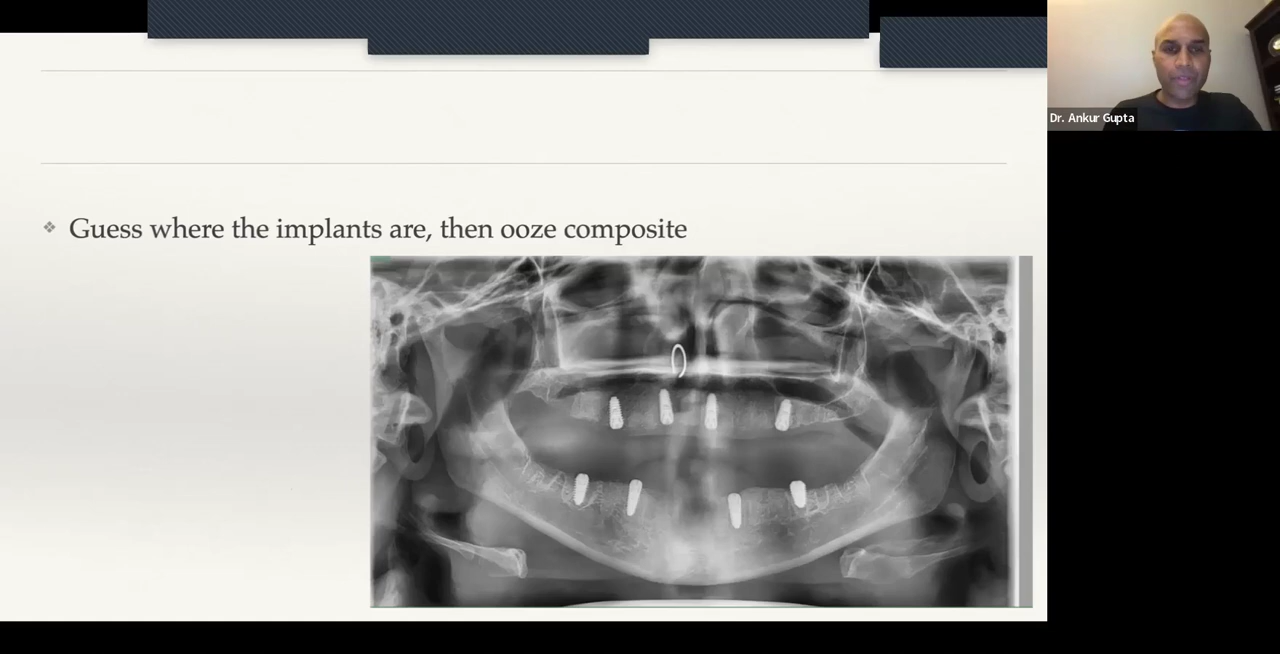 Guess where the implants are, then ooze composite
Dr. Ankur Gupta